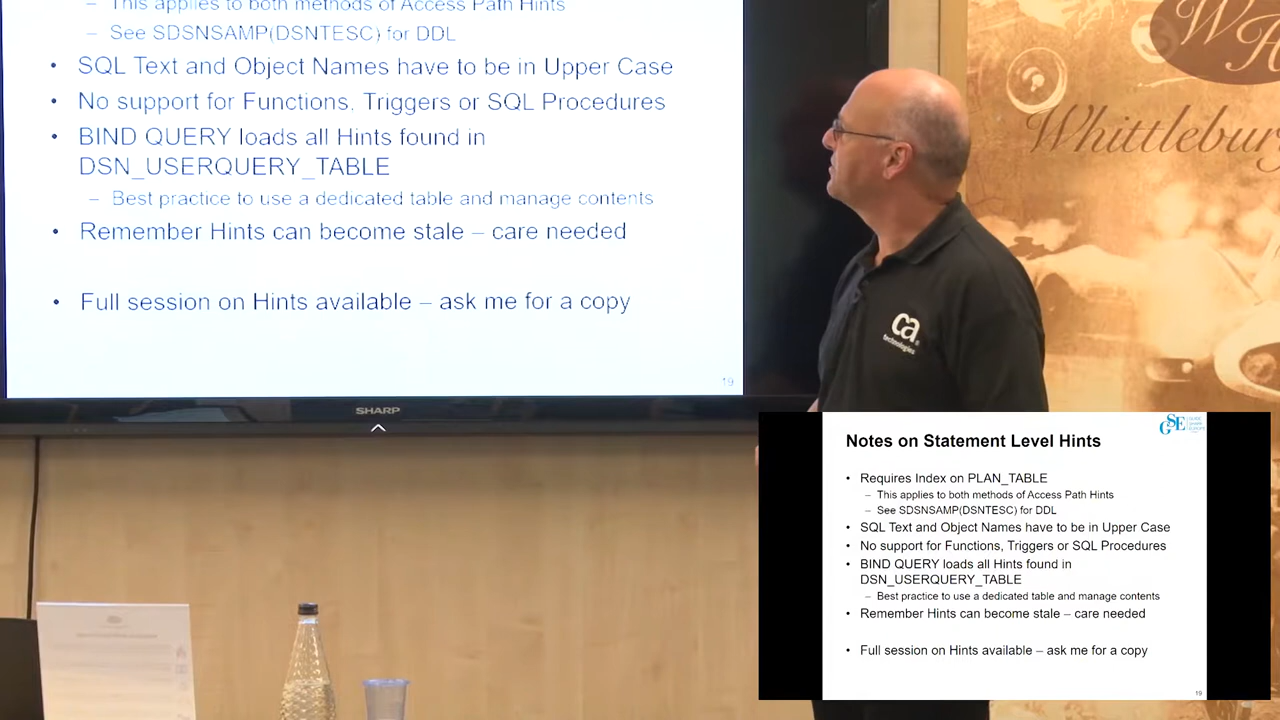 – This applies to both methods of Access Path Hints
– See SDSNSAMP(DSNTESC) for DDL
• SQL Text and Object Names have to be in Upper Case
• No support for Functions, Triggers or SQL Procedures
• BIND QUERY loads all Hints found in
DSN_USERQUERY_TABLE
– Best practice to use a dedicated table and manage contents
• Remember Hints can become stale – care needed
• Full session on Hints available – ask me for a copy
19
SHARP
WH
Whittlebury
ca
technologies
GSE
Notes on Statement Level Hints
• Requires Index on PLAN_TABLE
– This applies to both methods of Access Path Hints
– See SDSNSAMP(DSNTESC) for DDL
• SQL Text and Object Names have to be in Upper Case
• No support for Functions, Triggers or SQL Procedures
• BIND QUERY loads all Hints found in
DSN_USERQUERY_TABLE
– Best practice to use a dedicated table and manage contents
• Remember Hints can become stale – care needed
• Full session on Hints available – ask me for a copy
19